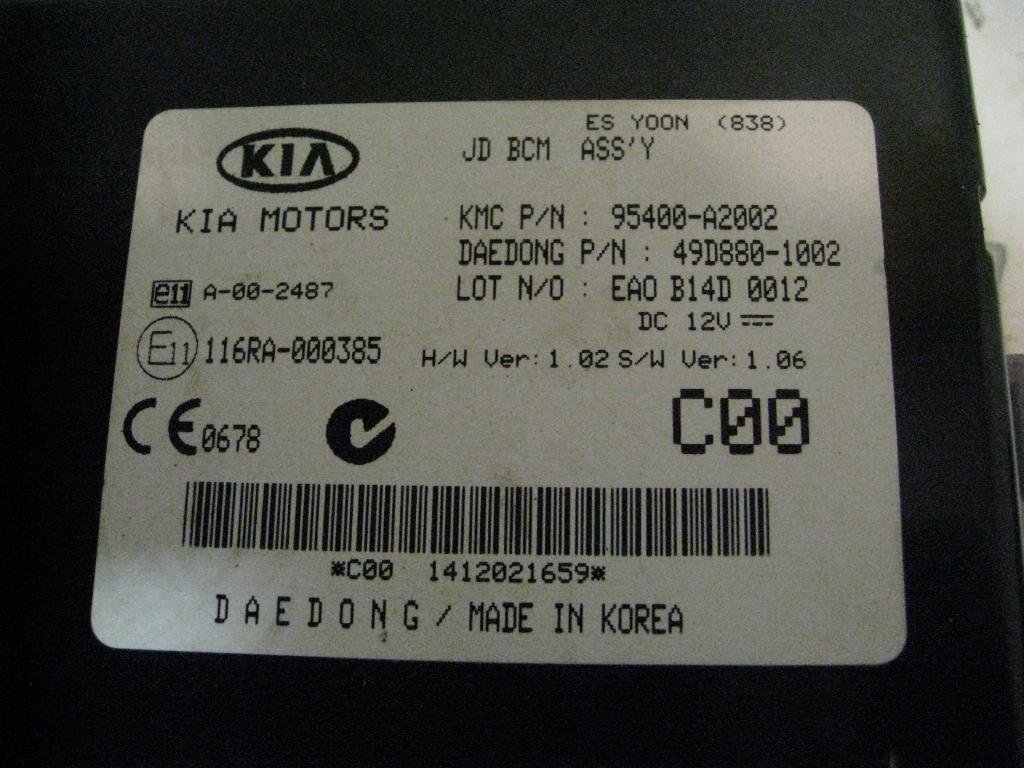 ES YOON (838)
KIA
JD BCM ASS'Y
KIA MOTORS
KMC P/N : 95400-A2002
DAEDONG P/N : 49D880-1002
e11 A-00-2487
LOT N/O : EAO B14D 0012
DC 12V
E11 116RA-000385
H/W Ver: 1.02 S/W Ver: 1.06
CE 0678
C00
*C00 1412021659*
DAEDONG / MADE IN KOREA